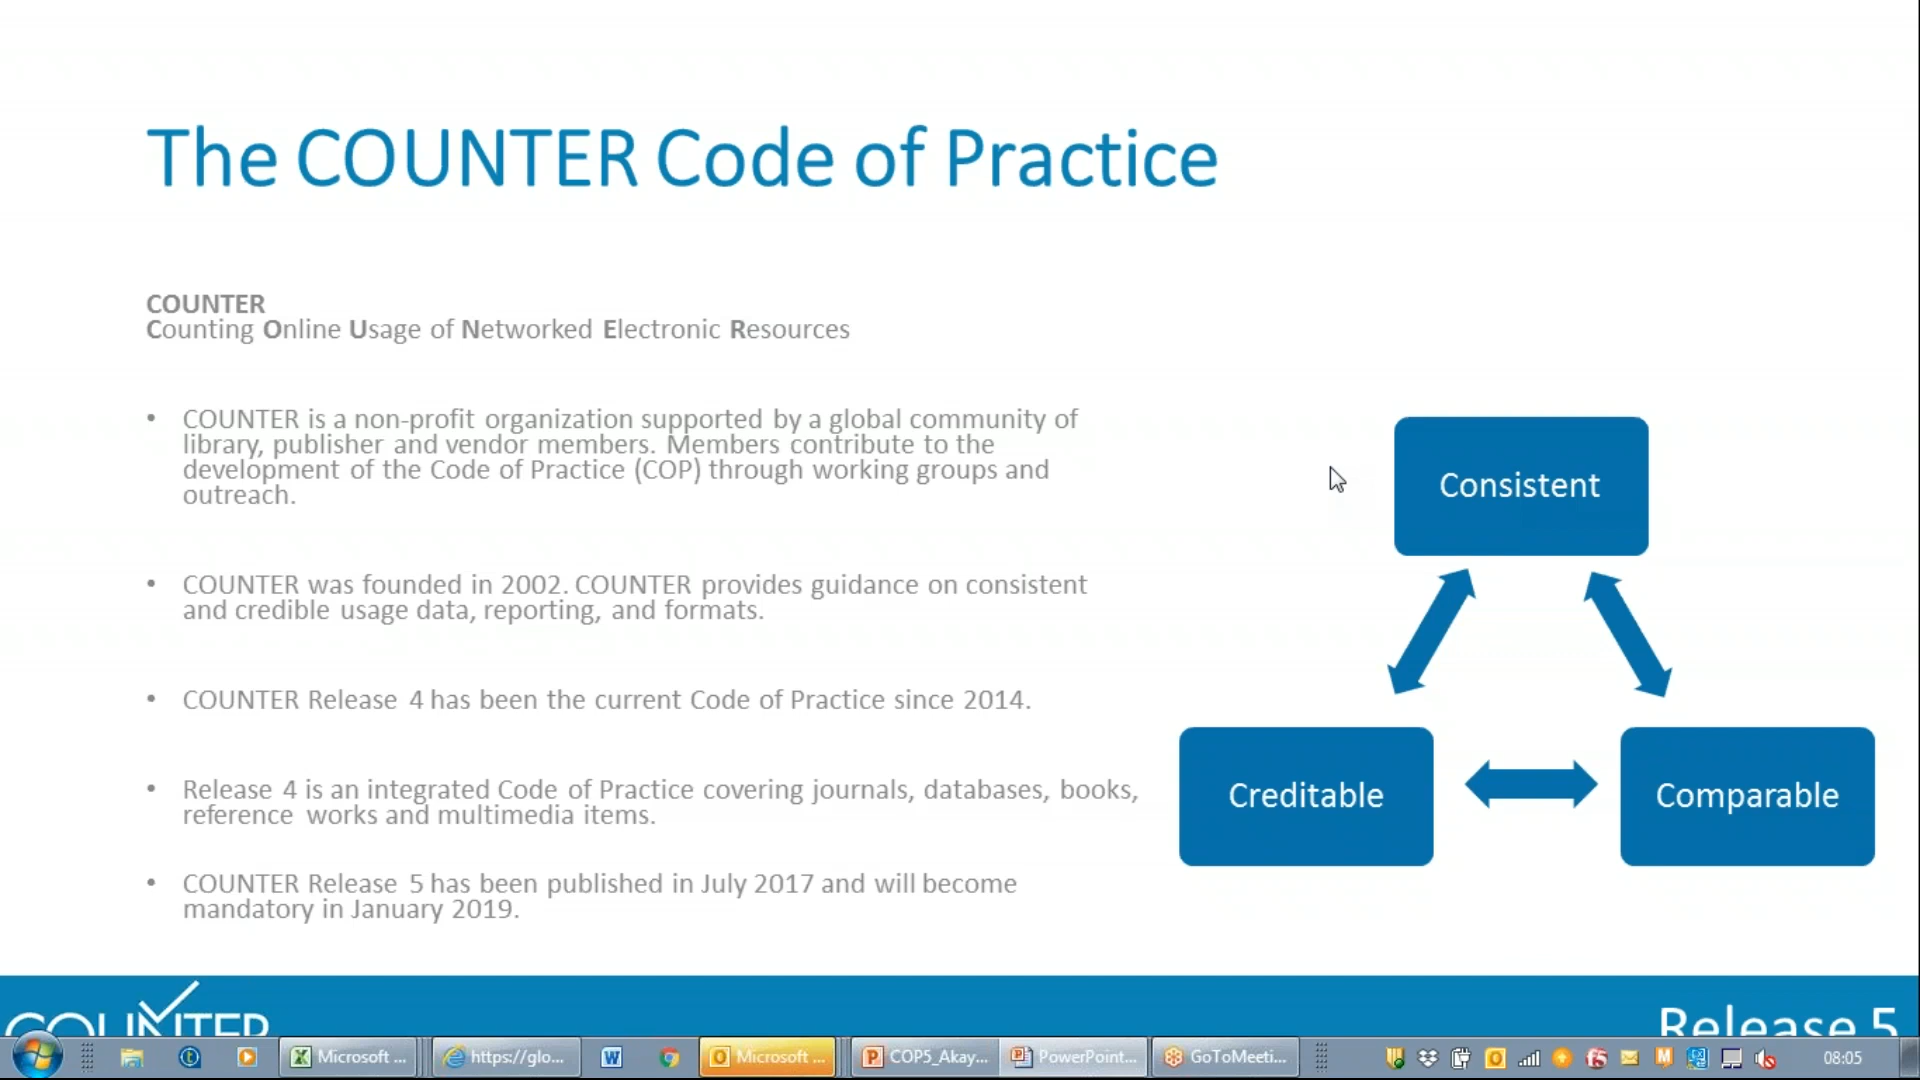 The COUNTER Code of Practice
COUNTER
Counting Online Usage of Networked Electronic Resources
• COUNTER is a non-profit organization supported by a global community of
library, publisher and vendor members. Members contribute to the
development of the Code of Practice (COP) through working groups and
outreach.
• COUNTER was founded in 2002. COUNTER provides guidance on consistent
and credible usage data, reporting, and formats.
• COUNTER Release 4 has been the current Code of Practice since 2014.
• Release 4 is an integrated Code of Practice covering journals, databases, books,
reference works and multimedia items.
• COUNTER Release 5 has been published in July 2017 and will become
mandatory in January 2019.
Consistent
Creditable
Comparable
COUNTER
Release 5
Microsoft ...
https://glo...
Microsoft ...
COP5_Akay...
PowerPoint...
GoToMeeti...
08:05